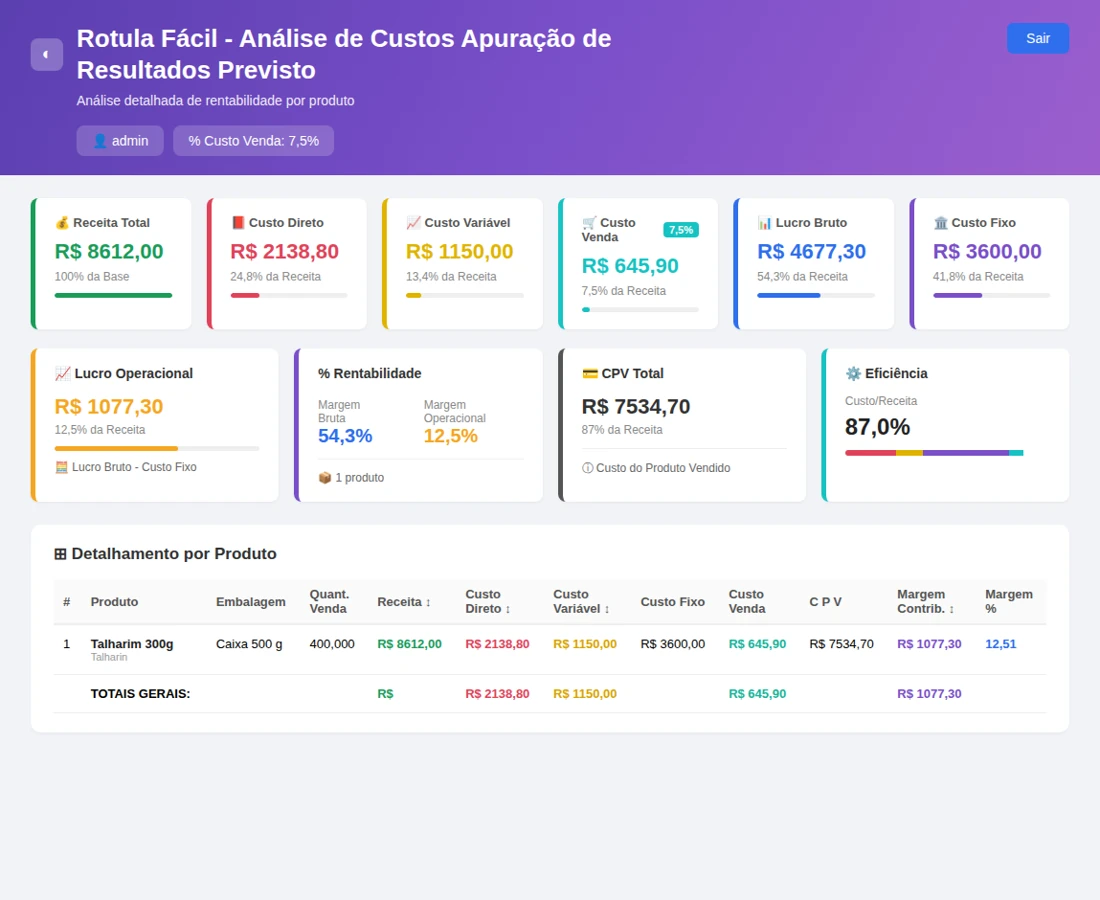 Rotula Fácil - Análise de Custos Apuração de
Resultados Previsto
Sair
Análise detalhada de rentabilidade por produto
👤 admin
% Custo Venda: 7,5%
💰 Receita Total
R$ 8612,00
100% da Base
📕 Custo Direto
R$ 2138,80
24,8% da Receita
📈 Custo Variável
R$ 1150,00
13,4% da Receita
🛒 Custo
Venda
7,5%
R$ 645,90
7,5% da Receita
📊 Lucro Bruto
R$ 4677,30
54,3% da Receita
🏛️ Custo Fixo
R$ 3600,00
41,8% da Receita
📈 Lucro Operacional
R$ 1077,30
12,5% da Receita
🧮 Lucro Bruto - Custo Fixo
% Rentabilidade
Margem
Bruta
54,3%
Margem
Operacional
12,5%
📦 1 produto
💳 CPV Total
R$ 7534,70
87% da Receita
ⓘ Custo do Produto Vendido
⚙️ Eficiência
Custo/Receita
87,0%
⊞ Detalhamento por Produto
# Produto Embalagem Quant. Venda Receita ↕ Custo Direto ↕ Custo Variável ↕ Custo Fixo Custo Venda C P V Margem Contrib. ↕ Margem %
1 Talharim 300g Caixa 500 g 400,000 R$ 8612,00 R$ 2138,80 R$ 1150,00 R$ 3600,00 R$ 645,90 R$ 7534,70 R$ 1077,30 12,51
Talharin
TOTAIS GERAIS: R$ R$ 2138,80 R$ 1150,00 R$ 645,90 R$ 1077,30